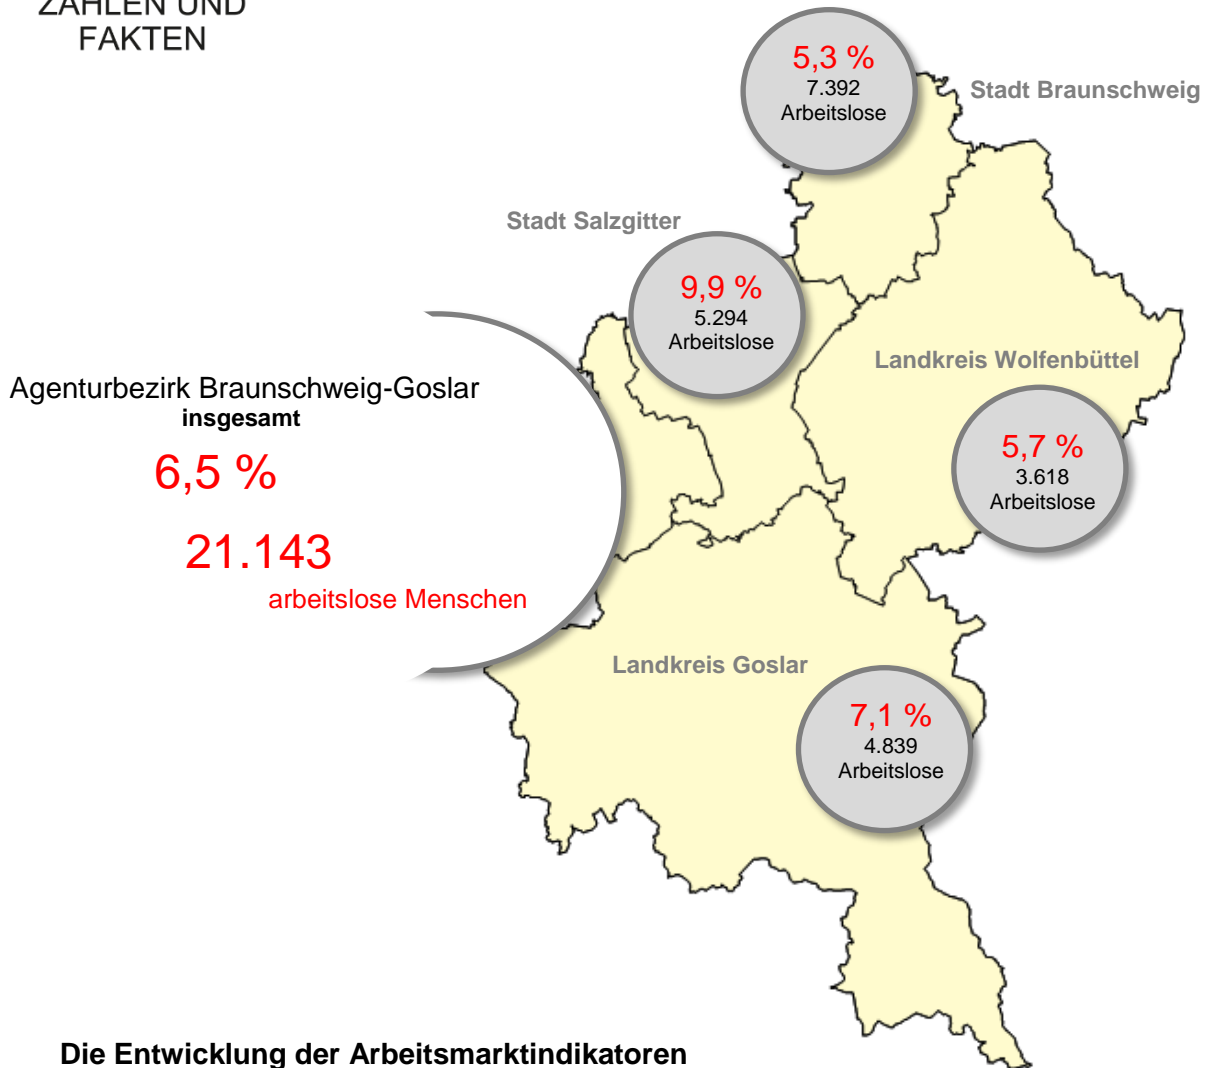 ZAHLEN UND
FAKTEN
5,3 %
7.392
Arbeitslose
Stadt Braunschweig
Stadt Salzgitter
9,9 %
5.294
Arbeitslose
Landkreis Wolfenbüttel
5,7 %
3.618
Arbeitslose
Agenturbezirk Braunschweig-Goslar
insgesamt
6,5 %
21.143
arbeitslose Menschen
Landkreis Goslar
7,1 %
4.839
Arbeitslose
Die Entwicklung der Arbeitsmarktindikatoren